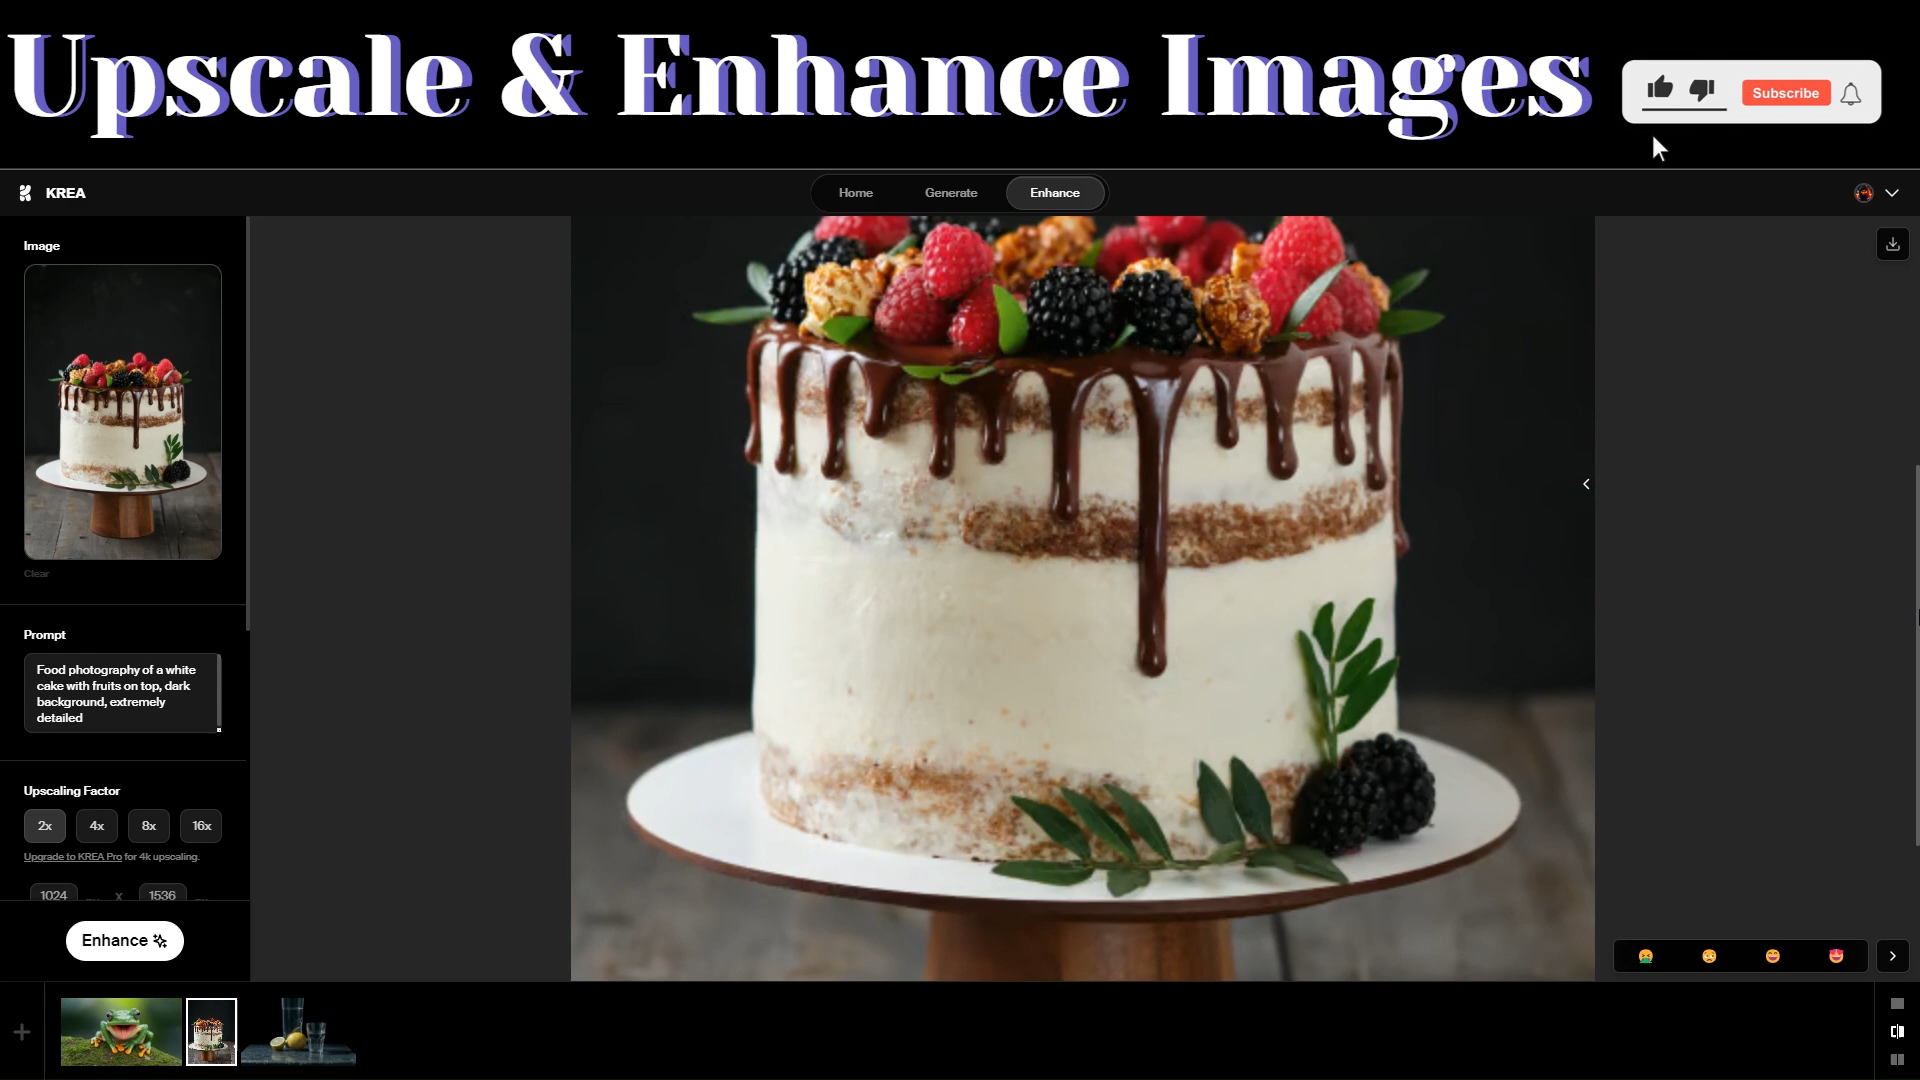 Upscale & Enhance Images
Subscribe
KREA
Home
Generate
Enhance
Image
Clear
Prompt
Food photography of a white
cake with fruits on top, dark
background, extremely
detailed
Upscaling Factor
2x
4x
8x
16x
Upgrade to KREA Pro for 4k upscaling.
1024
x
1536
Enhance